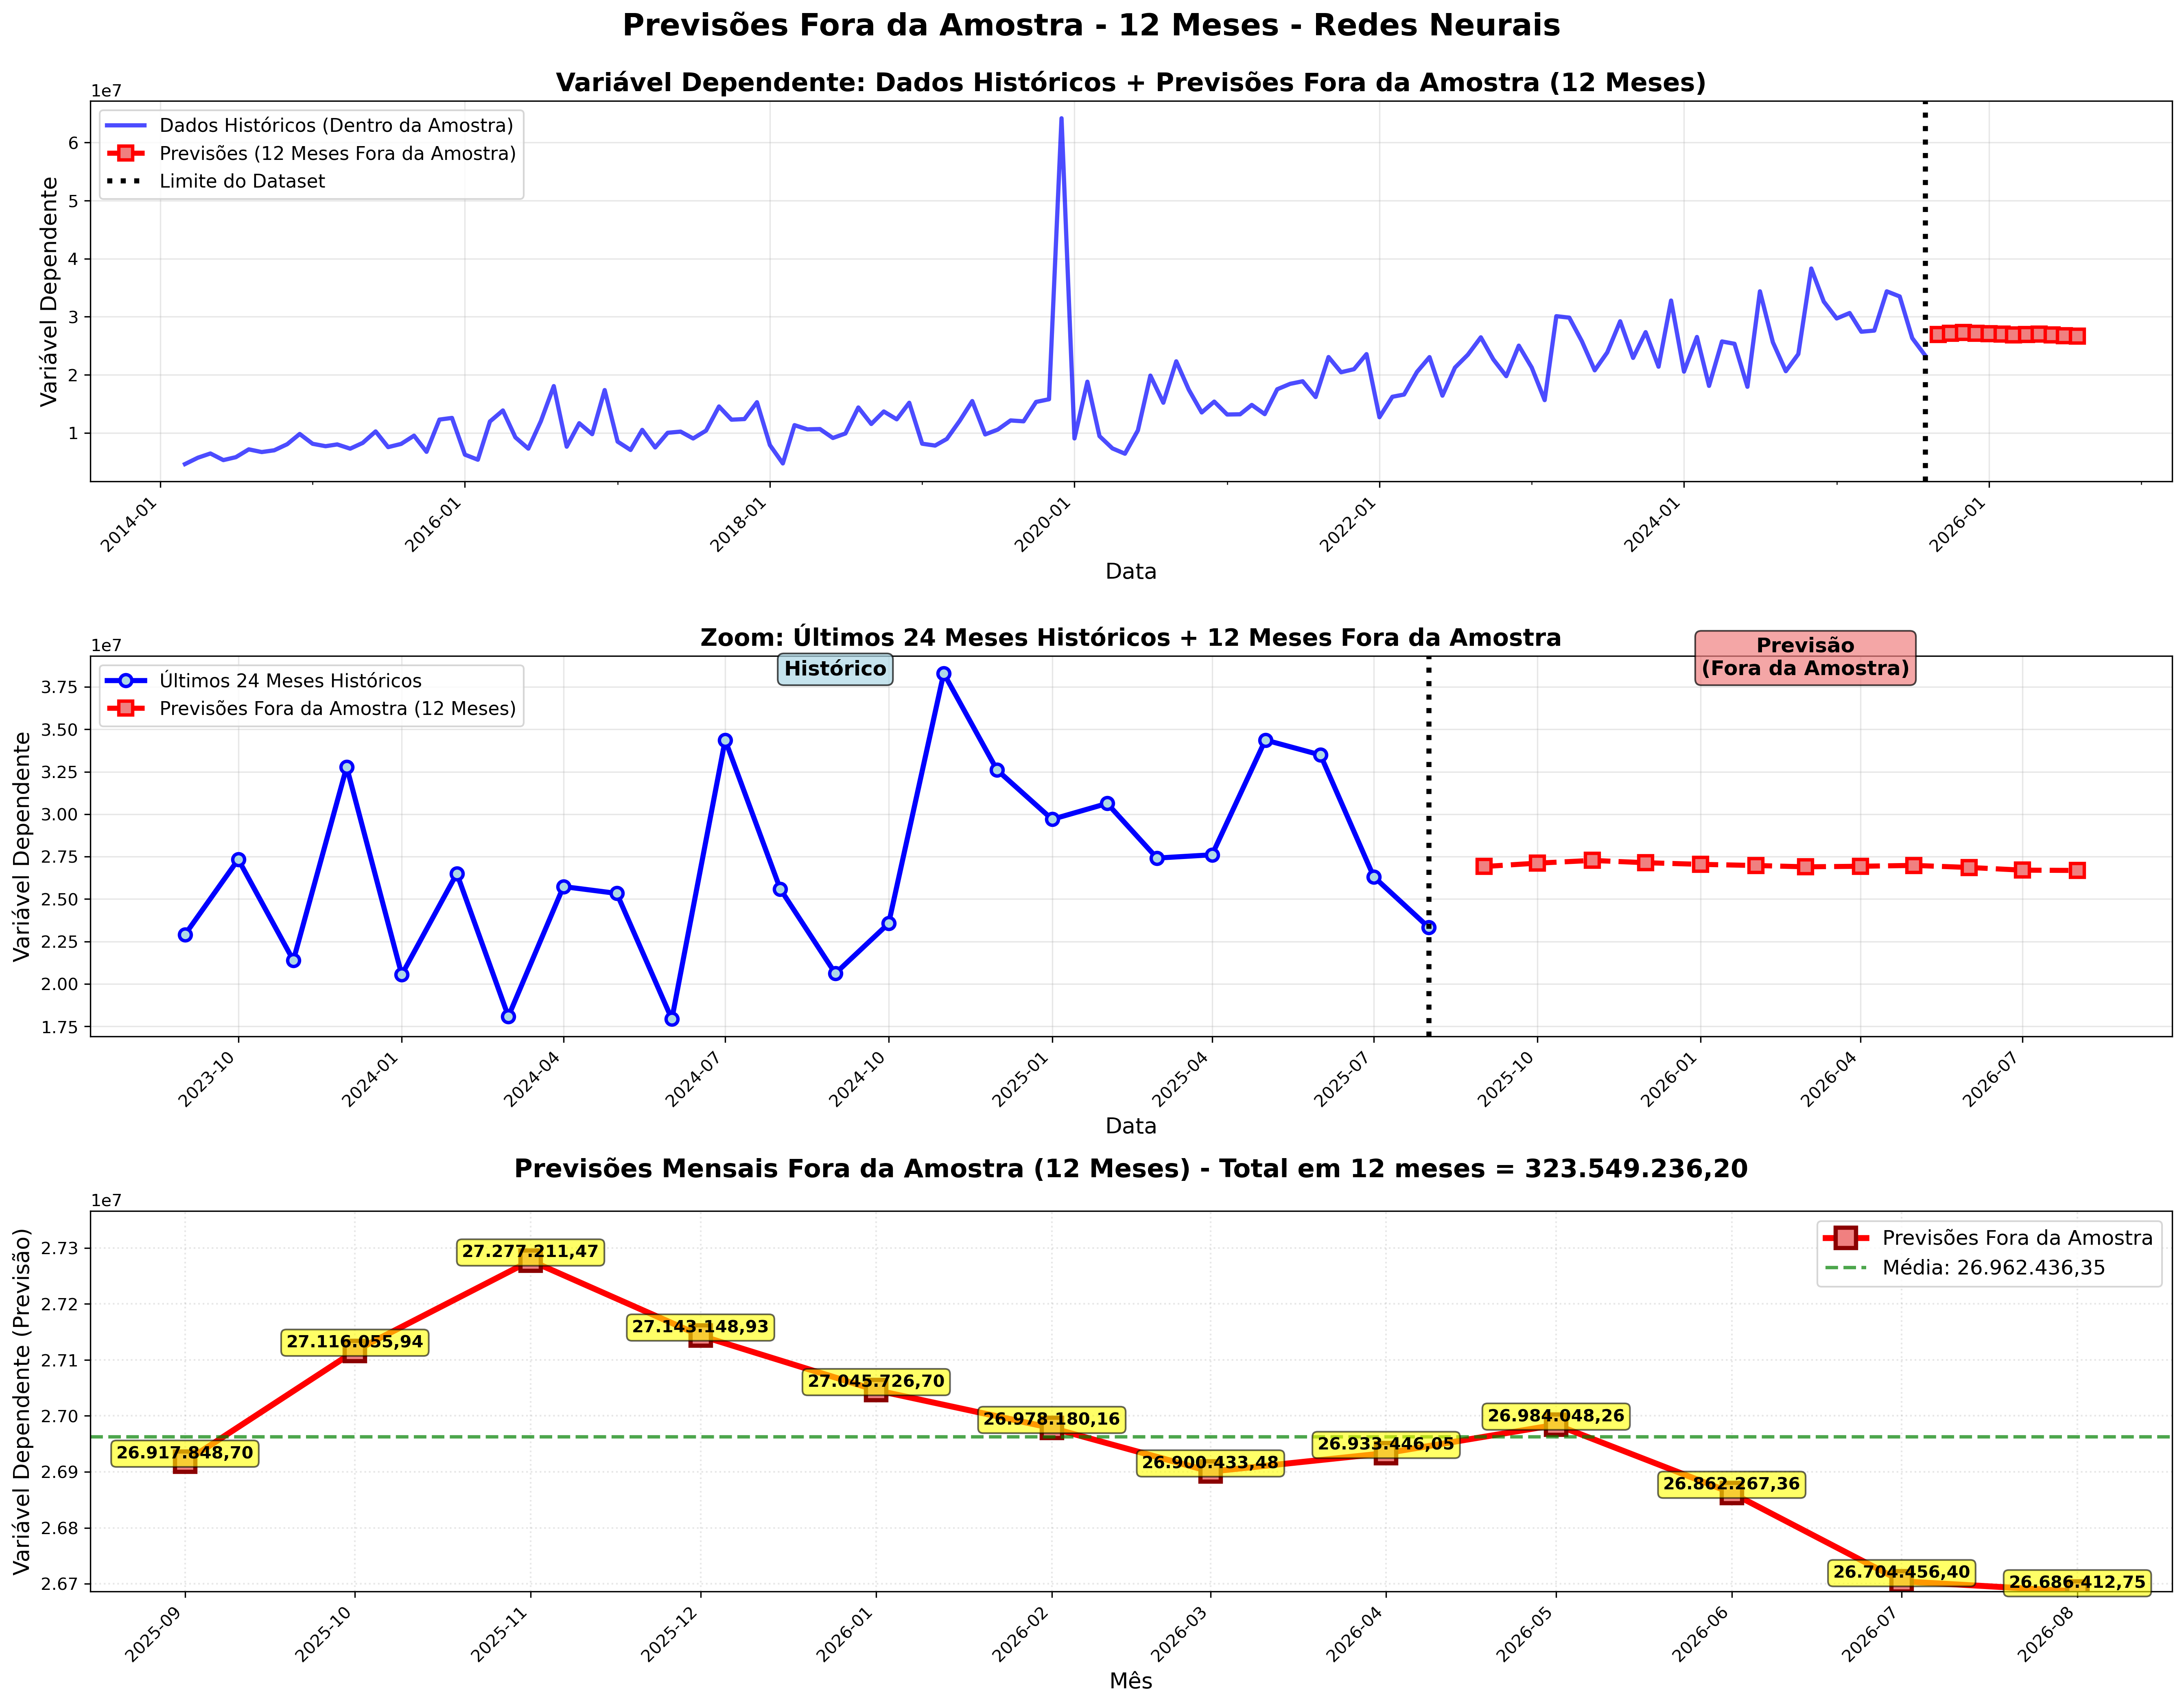 Previsões Fora da Amostra - 12 Meses - Redes Neurais
Variável Dependente: Dados Históricos + Previsões Fora da Amostra (12 Meses)
1e7
Dados Históricos (Dentro da Amostra)
Previsões (12 Meses Fora da Amostra)
Limite do Dataset
Variável Dependente
6
5
4
3
2
1
2014-01
2016-01
2018-01
2020-01
2022-01
2024-01
2026-01
Data
Zoom: Últimos 24 Meses Históricos + 12 Meses Fora da Amostra
1e7
Últimos 24 Meses Históricos
Previsões Fora da Amostra (12 Meses)
Histórico
Previsão
(Fora da Amostra)
Variável Dependente
3.75
3.50
3.25
3.00
2.75
2.50
2.25
2.00
1.75
2023-10
2024-01
2024-04
2024-07
2024-10
2025-01
2025-04
2025-07
2025-10
2026-01
2026-04
2026-07
Data
Previsões Mensais Fora da Amostra (12 Meses) - Total em 12 meses = 323.549.236,20
1e7
Previsões Fora da Amostra
Média: 26.962.436,35
Variável Dependente (Previsão)
2.73
2.72
2.71
2.70
2.69
2.68
2.67
26.917.848,70
27.116.055,94
27.277.211,47
27.143.148,93
27.045.726,70
26.978.180,16
26.900.433,48
26.933.446,05
26.984.048,26
26.862.267,36
26.704.456,40
26.686.412,75
2025-09
2025-10
2025-11
2025-12
2026-01
2026-02
2026-03
2026-04
2026-05
2026-06
2026-07
2026-08
Mês